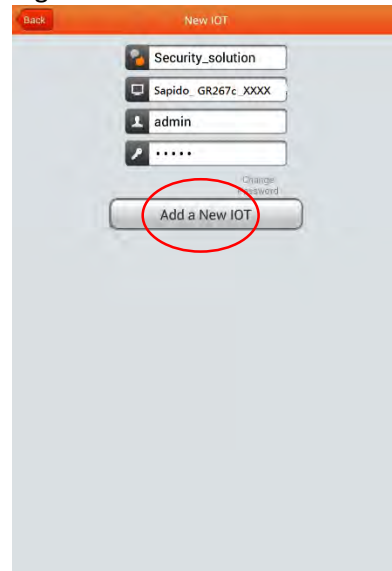 Back
New IOT
Security_solution
Sapido_ GR267c_XXXX
admin
•••••
Change
Password
Add a New IOT